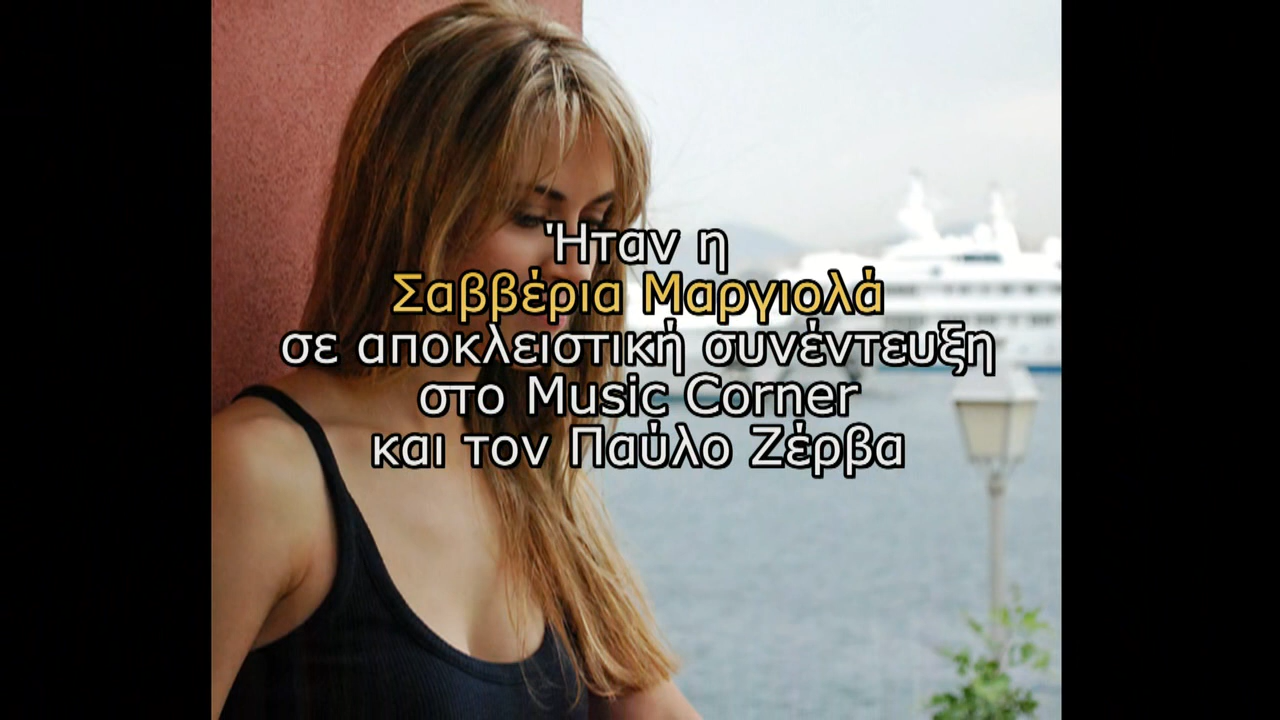 Ήταν η
Σαββέρια Μαργιολά
σε αποκλειστική συνέντευξη
στο Music Corner
και τον Παύλο Ζέρβα